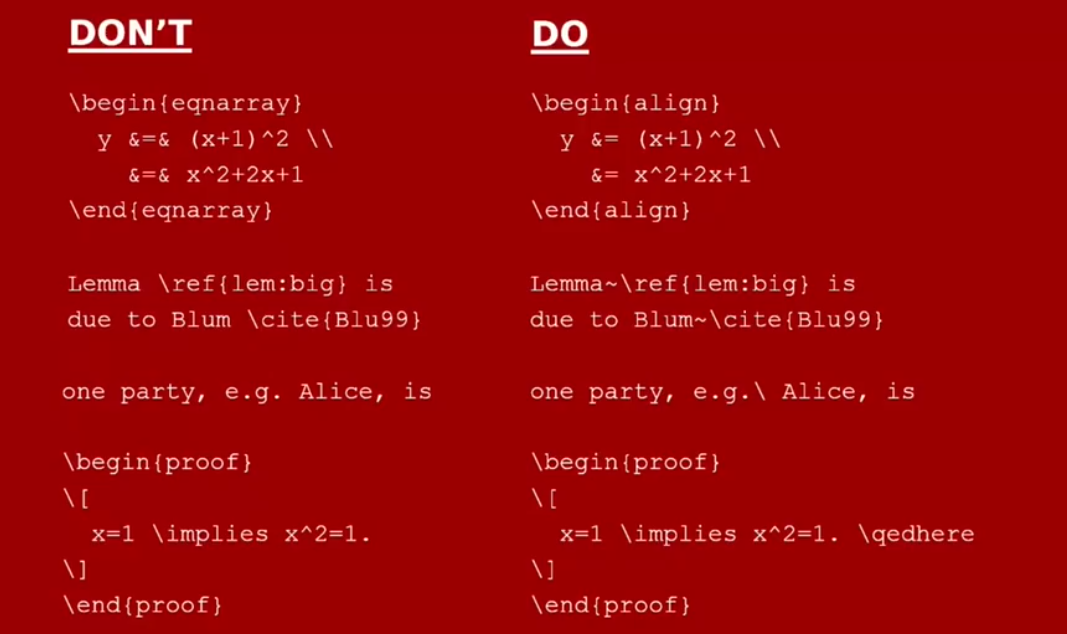 DON’T
\begin{eqnarray}
y &=& (x+1)^2 \\
&=& x^2+2x+1
\end{eqnarray}
Lemma \ref{lem:big} is
due to Blum \cite{Blu99}
one party, e.g. Alice, is
\begin{proof}
\[
x=1 \implies x^2=1.
\]
\end{proof}
DO
\begin{align}
y &= (x+1)^2 \\
&= x^2+2x+1
\end{align}
Lemma~\ref{lem:big} is
due to Blum~\cite{Blu99}
one party, e.g.\ Alice, is
\begin{proof}
\[
x=1 \implies x^2=1. \qedhere
\]
\end{proof}